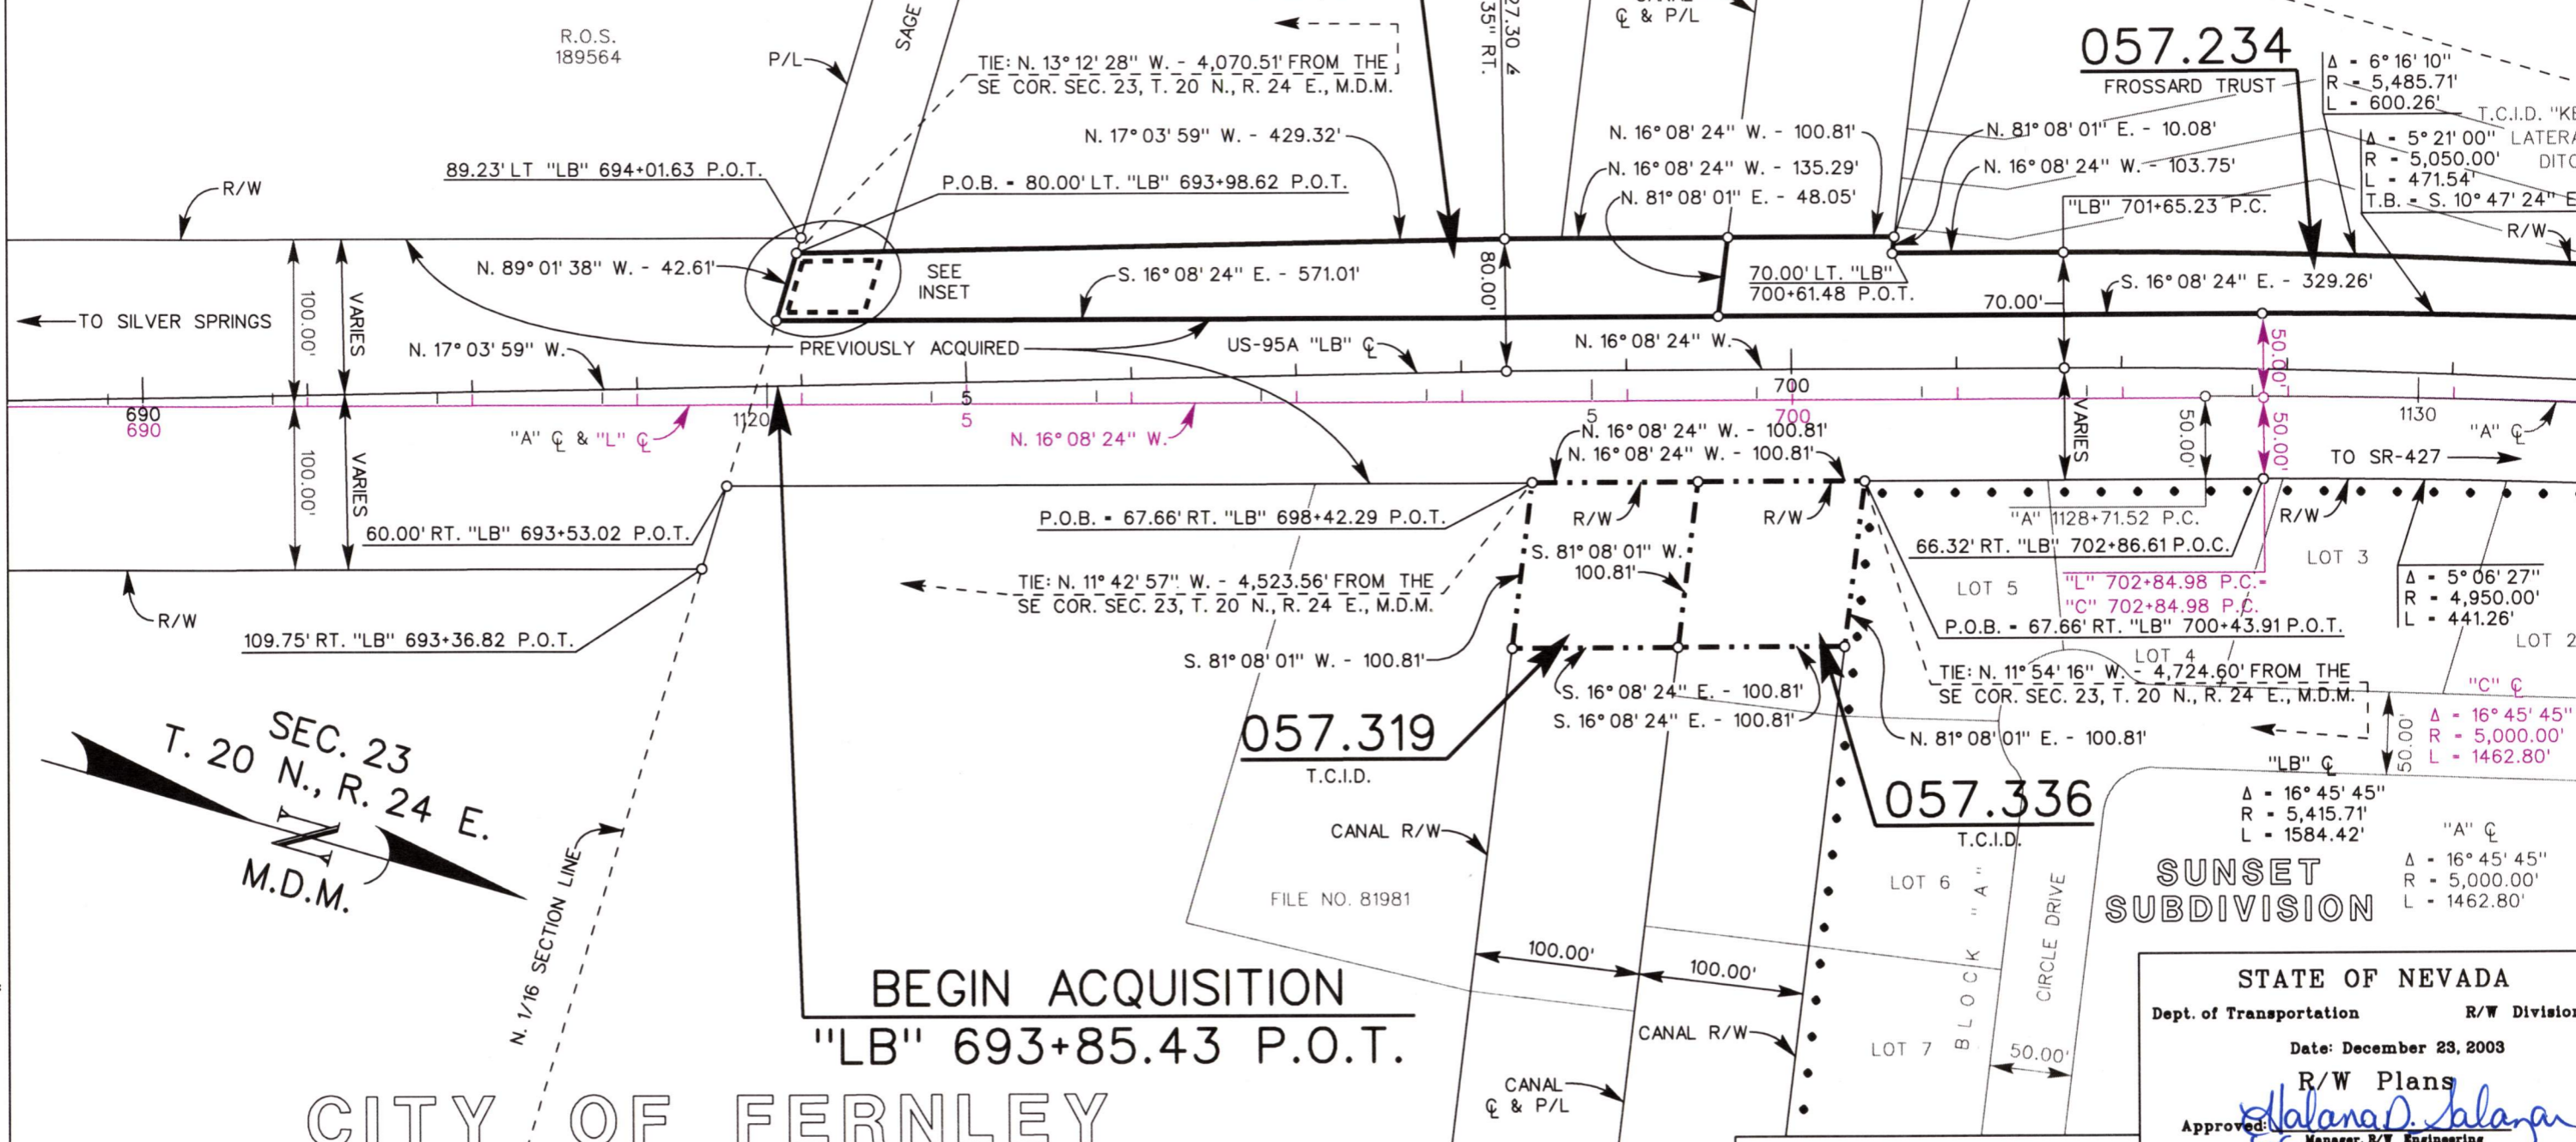 R.O.S.
189564
P/L
SAGE
TIE: N. 13° 12' 28" W. - 4,070.51' FROM THE
SE COR. SEC. 23, T. 20 N., R. 24 E., M.D.M.
27.30 &
35" RT.
℄ & P/L
057.234
FROSSARD TRUST
Δ = 6° 16' 10"
R = 5,485.71'
L = 600.26'
T.C.I.D.
Δ = 5° 21' 00"
R = 5,050.00'
L = 471.54'
T.B. = S. 10° 47' 24" E
R/W
89.23' LT "LB" 694+01.63 P.O.T.
N. 17° 03' 59" W. - 429.32'
P.O.B. = 80.00' LT. "LB" 693+98.62 P.O.T.
N. 16° 08' 24" W. - 100.81'
N. 16° 08' 24" W. - 135.29'
N. 81° 08' 01" E. - 48.05'
N. 81° 08' 01" E. - 10.08'
N. 16° 08' 24" W. - 103.75'
"LB" 701+65.23 P.C.
R/W
N. 89° 01' 38" W. - 42.61'
SEE
INSET
S. 16° 08' 24" E. - 571.01'
80.00'
70.00' LT. "LB"
700+61.48 P.O.T.
70.00'
S. 16° 08' 24" E. - 329.26'
TO SILVER SPRINGS
100.00'
VARIES
N. 17° 03' 59" W.
PREVIOUSLY ACQUIRED
US-95A "LB" ℄
N. 16° 08' 24" W.
50.00'
690
690
1120
5
5
5
700
700
1130
"A" ℄ & "L" ℄
N. 16° 08' 24" W.
"A" ℄
100.00'
VARIES
N. 16° 08' 24" W. - 100.81'
N. 16° 08' 24" W. - 100.81'
VARIES
50.00'
50.00'
TO SR-427
60.00' RT. "LB" 693+53.02 P.O.T.
P.O.B. = 67.66' RT. "LB" 698+42.29 P.O.T.
R/W
R/W
"A" 1128+71.52 P.C.
R/W
66.32' RT. "LB" 702+86.61 P.O.C.
LOT 3
S. 81° 08' 01" W.
100.81'
TIE: N. 11° 42' 57" W. - 4,523.56' FROM THE
SE COR. SEC. 23, T. 20 N., R. 24 E., M.D.M.
LOT 5
"L" 702+84.98 P.C.=
"C" 702+84.98 P.C.
Δ = 5° 06' 27"
R = 4,950.00'
L = 441.26'
R/W
109.75' RT. "LB" 693+36.82 P.O.T.
P.O.B. = 67.66' RT. "LB" 700+43.91 P.O.T.
LOT 2
S. 81° 08' 01" W. - 100.81'
LOT 4
TIE: N. 11° 54' 16" W. - 4,724.60' FROM THE
SE COR. SEC. 23, T. 20 N., R. 24 E., M.D.M.
S. 16° 08' 24" E. - 100.81'
S. 16° 08' 24" E. - 100.81'
"C" ℄
Δ = 16° 45' 45"
R = 5,000.00'
L = 1462.80'
50.00'
SEC. 23
T. 20 N., R. 24 E.
M.D.M.
057.319
T.C.I.D.
N. 81° 08' 01" E. - 100.81'
"LB" ℄
Δ = 16° 45' 45"
R = 5,415.71'
L = 1584.42'
057.336
T.C.I.D.
CANAL R/W
"A" ℄
Δ = 16° 45' 45"
R = 5,000.00'
L = 1462.80'
FILE NO. 81981
LOT 6
SUNSET
SUBDIVISION
N. 1/16 SECTION LINE
100.00'
100.00'
BLOCK "A"
CIRCLE DRIVE
BEGIN ACQUISITION
"LB" 693+85.43 P.O.T.
CANAL R/W
LOT 7
50.00'
CANAL
℄ & P/L
CITY OF FERNLEY
STATE OF NEVADA
Dept. of Transportation R/W Division
Date: December 23, 2003
R/W Plans
Approved: Halana D. Salazar
Manager, R/W Engineering